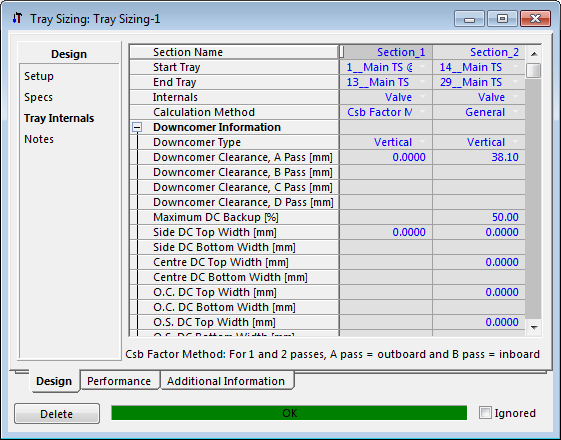 Tray Sizing: Tray Sizing-1
Design
Setup
Specs
Tray Internals
Notes
Section Name Section_1 Section_2
Start Tray 1__Main TS @ 14__Main TS
End Tray 13__Main TS 29__Main TS
Internals Valve Valve
Calculation Method Csb Factor M General
Downcomer Information
Downcomer Type Vertical Vertical
Downcomer Clearance, A Pass [mm] 0.0000 38.10
Downcomer Clearance, B Pass [mm]
Downcomer Clearance, C Pass [mm]
Downcomer Clearance, D Pass [mm]
Maximum DC Backup [%] 50.00
Side DC Top Width [mm] 0.0000 0.0000
Side DC Bottom Width [mm]
Centre DC Top Width [mm] 0.0000
Centre DC Bottom Width [mm]
O.C. DC Top Width [mm] 0.0000
O.C. DC Bottom Width [mm]
O.S. DC Top Width [mm] 0.0000
O.S. DC Bottom Width [mm]
Csb Factor Method: For 1 and 2 passes, A pass = outboard and B pass = inboard
Design Performance Additional Information
Delete OK Ignored